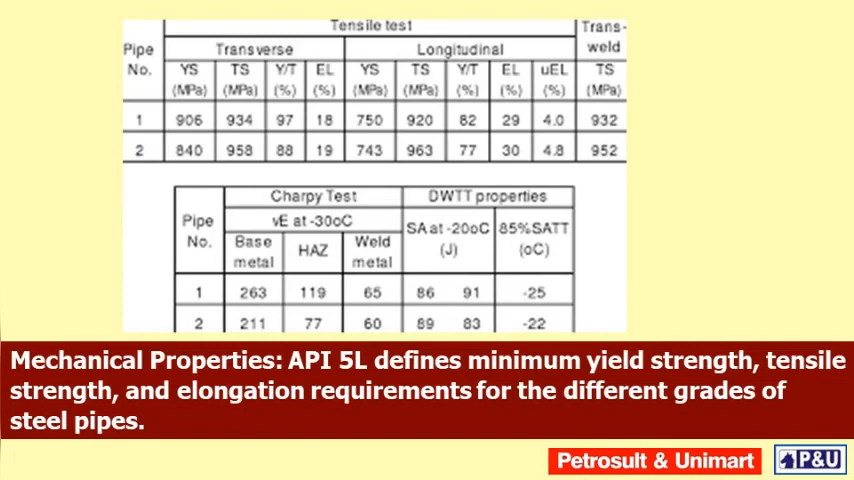 Tensile test Trans-
Pipe Transverse Longitudinal weld
No. YS TS Y/T EL YS TS Y/T EL uEL TS
(MPa) (MPa) (%) (%) (MPa) (MPa) (%) (%) (%) (MPa)
1 906 934 97 18 750 920 82 29 4.0 932
2 840 958 88 19 743 963 77 30 4.8 952
Charpy Test DWTT properties
Pipe vE at -30oC SA at -20oC 85%SATT
No. Base HAZ Weld (J) (oC)
metal metal
1 263 119 65 86 91 -25
2 211 77 60 89 83 -22
Mechanical Properties: API 5L defines minimum yield strength, tensile
strength, and elongation requirements for the different grades of
steel pipes.
Petrosult & Unimart P&U